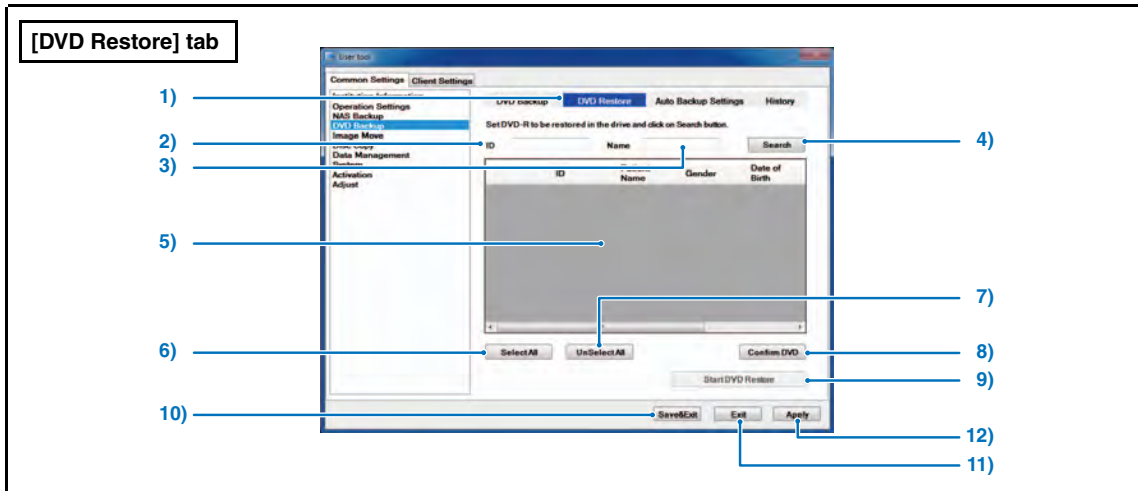 [DVD Restore] tab
User tool
Common Settings Client Settings
1)
Operation Settings
NAS Backup
DVD Backup
Image Move
Data Management
Activation
Adjust
DVD Backup DVD Restore Auto Backup Settings History
Set DVD-R to be restored in the drive and click on Search button.
2)
ID Name Search
4)
3)
ID Name Gender Date of Birth
5)
7)
6)
Select All UnSelect All Confirm DVD
8)
Start DVD Restore
9)
10)
Save&Exit Exit Apply
12)
11)